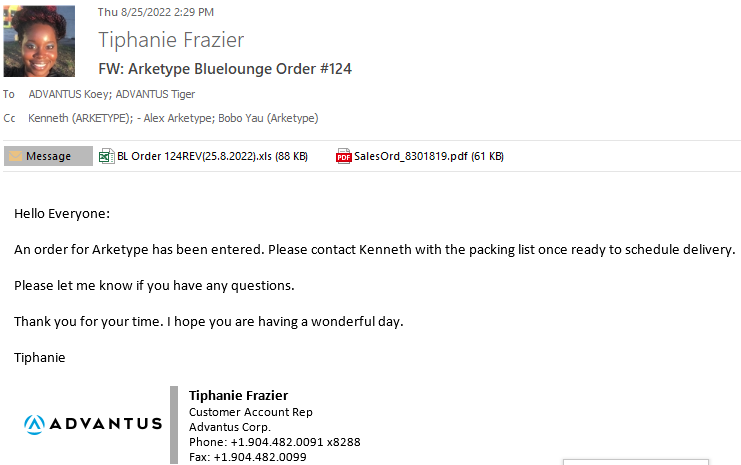 Thu 8/25/2022 2:29 PM
Tiphanie Frazier
FW: Arketype Bluelounge Order #124
To ADVANTUS Koey; ADVANTUS Tiger
Cc Kenneth (ARKETYPE); - Alex Arketype; Bobo Yau (Arketype)
Message BL Order 124REV(25.8.2022).xls (88 KB) PDF SalesOrd_8301819.pdf (61 KB)
Hello Everyone:
An order for Arketype has been entered. Please contact Kenneth with the packing list once ready to schedule delivery.
Please let me know if you have any questions.
Thank you for your time. I hope you are having a wonderful day.
Tiphanie
ADVANTUS
Tiphanie Frazier
Customer Account Rep
Advantus Corp.
Phone: +1.904.482.0091 x8288
Fax: +1.904.482.0099